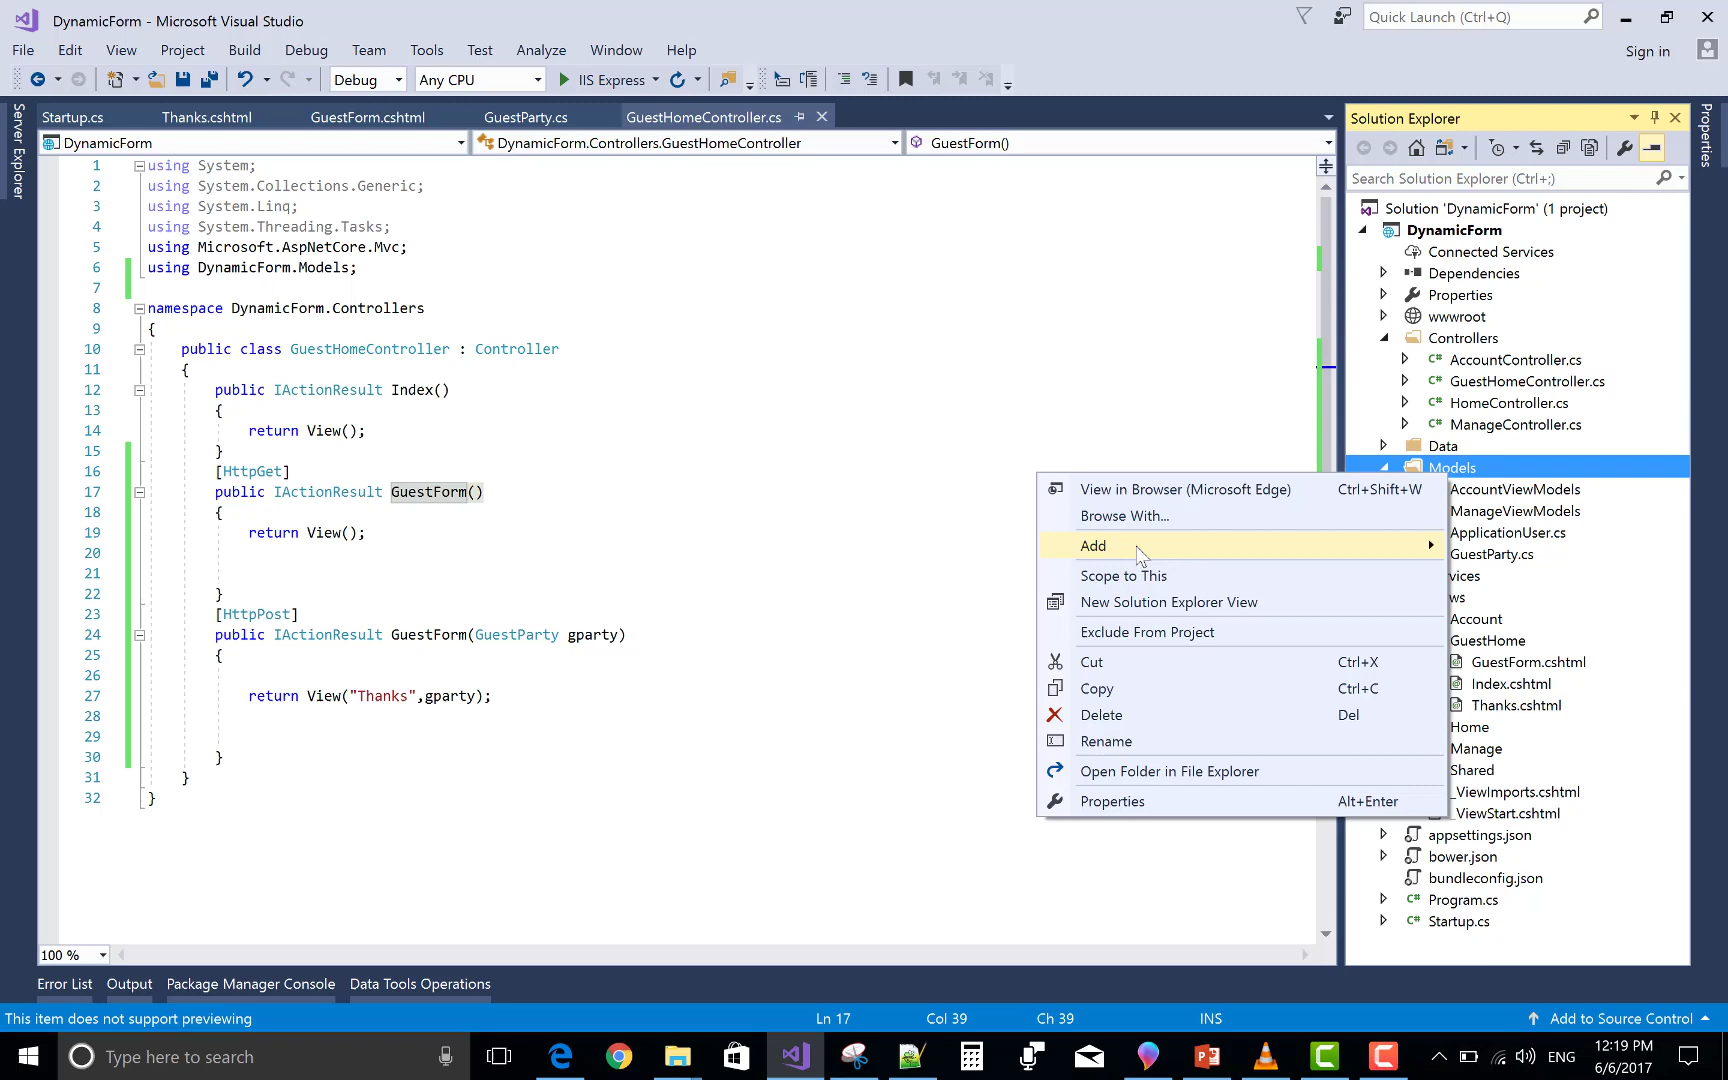 DynamicForm - Microsoft Visual Studio
Quick Launch (Ctrl+Q)
File Edit View Project Build Debug Team Tools Test Analyze Window Help
Sign in
Debug Any CPU IIS Express
Server Explorer
Startup.cs Thanks.cshtml GuestForm.cshtml GuestParty.cs GuestHomeController.cs
DynamicForm DynamicForm.Controllers.GuestHomeController GuestForm()
1 using System;
2 using System.Collections.Generic;
3 using System.Linq;
4 using System.Threading.Tasks;
5 using Microsoft.AspNetCore.Mvc;
6 using DynamicForm.Models;
7
8 namespace DynamicForm.Controllers
9 {
10 public class GuestHomeController : Controller
11 {
12 public IActionResult Index()
13 {
14 return View();
15 }
16 [HttpGet]
17 public IActionResult GuestForm()
18 {
19 return View();
20
21
22 }
23 [HttpPost]
24 public IActionResult GuestForm(GuestParty gparty)
25 {
26
27 return View("Thanks",gparty);
28
29
30 }
31 }
32 }
View in Browser (Microsoft Edge) Ctrl+Shift+W
Browse With...
Add
Scope to This
New Solution Explorer View
Exclude From Project
Cut Ctrl+X
Copy Ctrl+C
Delete Del
Rename
Open Folder in File Explorer
Properties Alt+Enter
Solution Explorer
Search Solution Explorer (Ctrl+;)
Solution 'DynamicForm' (1 project)
DynamicForm
Connected Services
Dependencies
Properties
wwwroot
Controllers
C# AccountController.cs
C# GuestHomeController.cs
C# HomeController.cs
C# ManageController.cs
Data
Models
AccountViewModels
ManageViewModels
ApplicationUser.cs
GuestParty.cs
vices
ws
Account
GuestHome
GuestForm.cshtml
Index.cshtml
Thanks.cshtml
Home
Manage
Shared
_ViewImports.cshtml
_ViewStart.cshtml
appsettings.json
bower.json
bundleconfig.json
C# Program.cs
C# Startup.cs
Properties
100 %
Error List Output Package Manager Console Data Tools Operations
This item does not support previewing Ln 17 Col 39 Ch 39 INS Add to Source Control
Type here to search
ENG
12:19 PM
6/6/2017